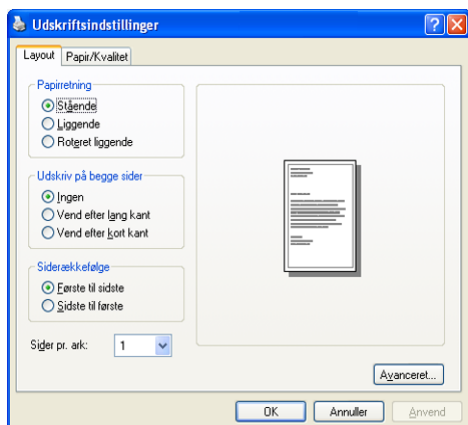 Udskriftsindstillinger
Layout Papir/Kvalitet
Papirretning
Stående
Liggende
Roteret liggende
Udskriv på begge sider
Ingen
Vend efter lang kant
Vend efter kort kant
Siderækkefølge
Første til sidste
Sidste til første
Sider pr. ark: 1
Avanceret...
OK Annuller Anvend